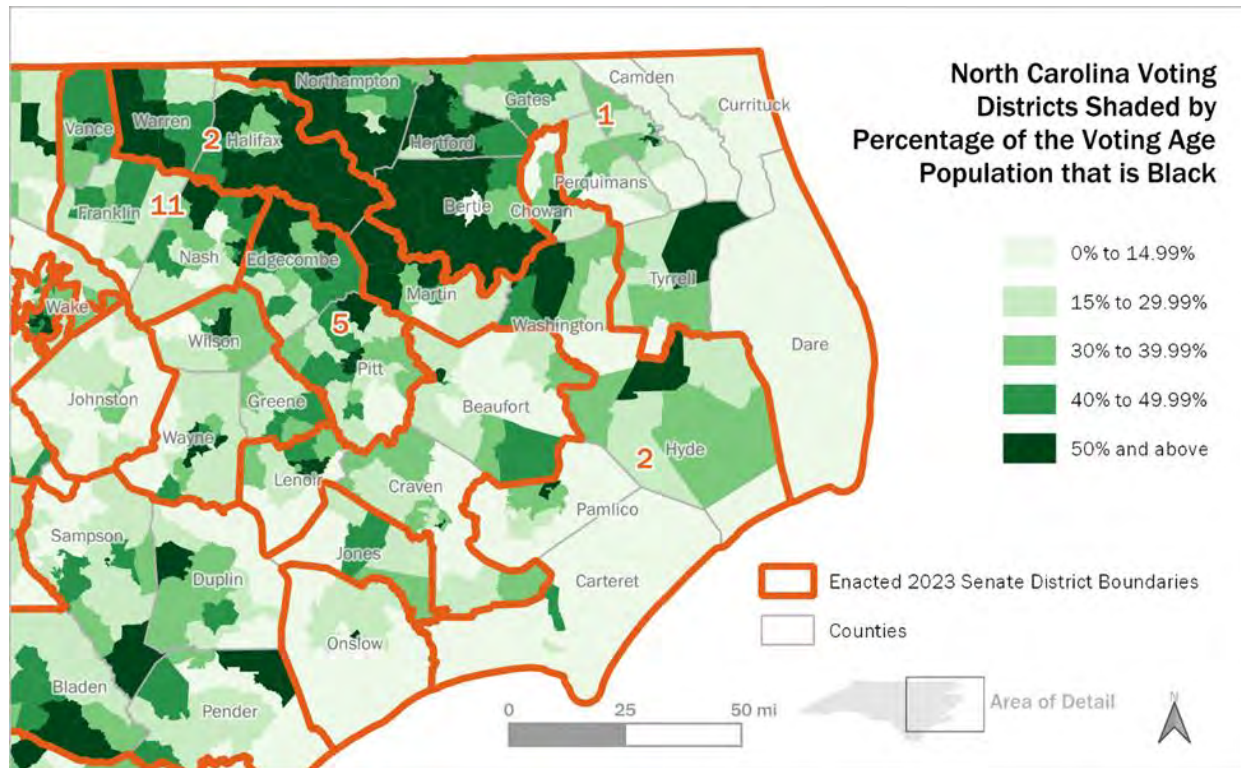 North Carolina Voting
Districts Shaded by
Percentage of the Voting Age
Population that is Black
0% to 14.99%
15% to 29.99%
30% to 39.99%
40% to 49.99%
50% and above
Enacted 2023 Senate District Boundaries
Counties
Area of Detail
N
0 25 50 mi
Northampton
Camden
Currituck
Gates
1
Vance
Warren
2
Halifax
Hertford
Perquimans
Franklin
11
Bertie
Chowan
Nash
Edgecombe
Tyrrell
Martin
Wake
5
Washington
Wilson
Dare
Pitt
Johnston
Greene
Beaufort
Wayne
2
Hyde
Lenoir
Craven
Pamlico
Sampson
Jones
Duplin
Carteret
Onslow
Bladen
Pender